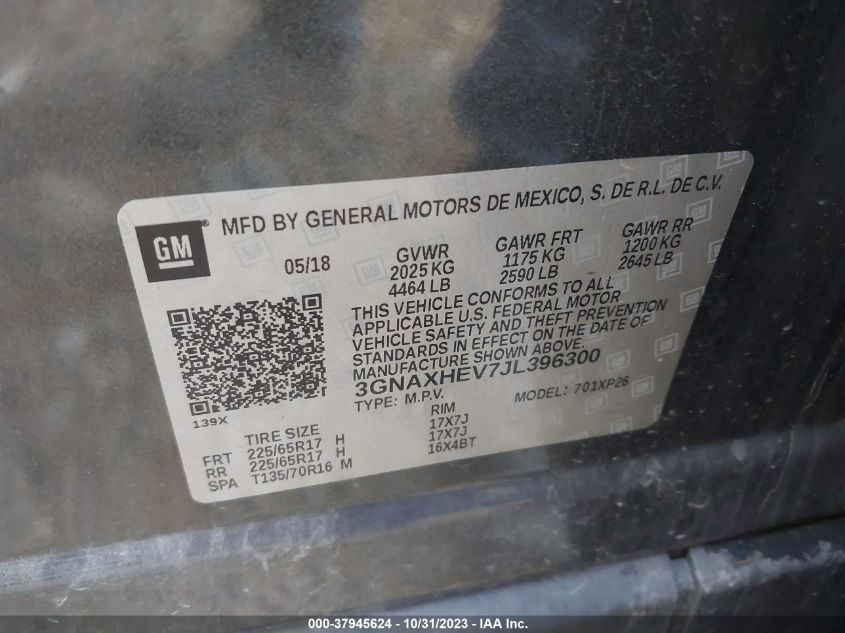 GM
MFD BY GENERAL MOTORS DE MEXICO, S. DE R.L. DE C.V.
05/18 GVWR GAWR FRT GAWR RR
2025 KG 1175 KG 1200 KG
4464 LB 2590 LB 2645 LB
THIS VEHICLE CONFORMS TO ALL
APPLICABLE U.S. FEDERAL MOTOR
VEHICLE SAFETY AND THEFT PREVENTION
STANDARDS IN EFFECT ON THE DATE OF
MANUFACTURE SHOWN ABOVE.
3GNAXHEV7JL396300
TYPE: M.P.V. MODEL: 701XP26
139X
TIRE SIZE RIM
FRT 225/65R17 H 17X7J
RR 225/65R17 H 17X7J
SPA T135/70R16 M 16X4BT
000-37945624 - 10/31/2023 - IAA Inc.